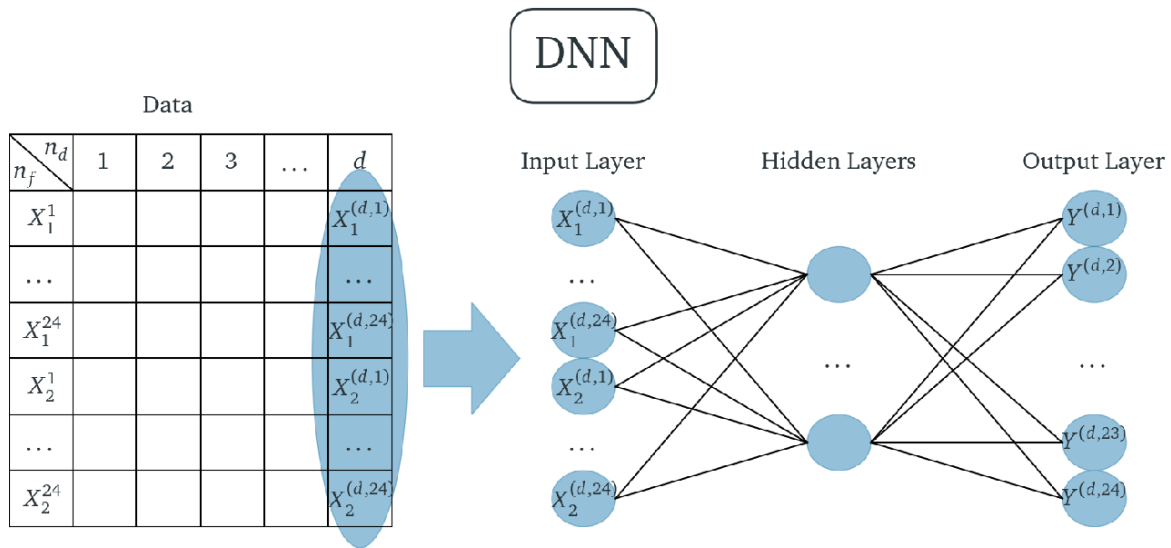 DNN
Data
n_d n_f 1 2 3 … d
X_1^1 X_1^{(d,1)}
… …
X_1^{24} X_1^{(d,24)}
X_2^1 X_2^{(d,1)}
… …
X_2^{24} X_2^{(d,24)}
Input Layer
X_1^{(d,1)}
…
X_1^{(d,24)}
X_2^{(d,1)}
…
X_2^{(d,24)}
Hidden Layers
…
Output Layer
Y^{(d,1)}
Y^{(d,2)}
…
Y^{(d,23)}
Y^{(d,24)}